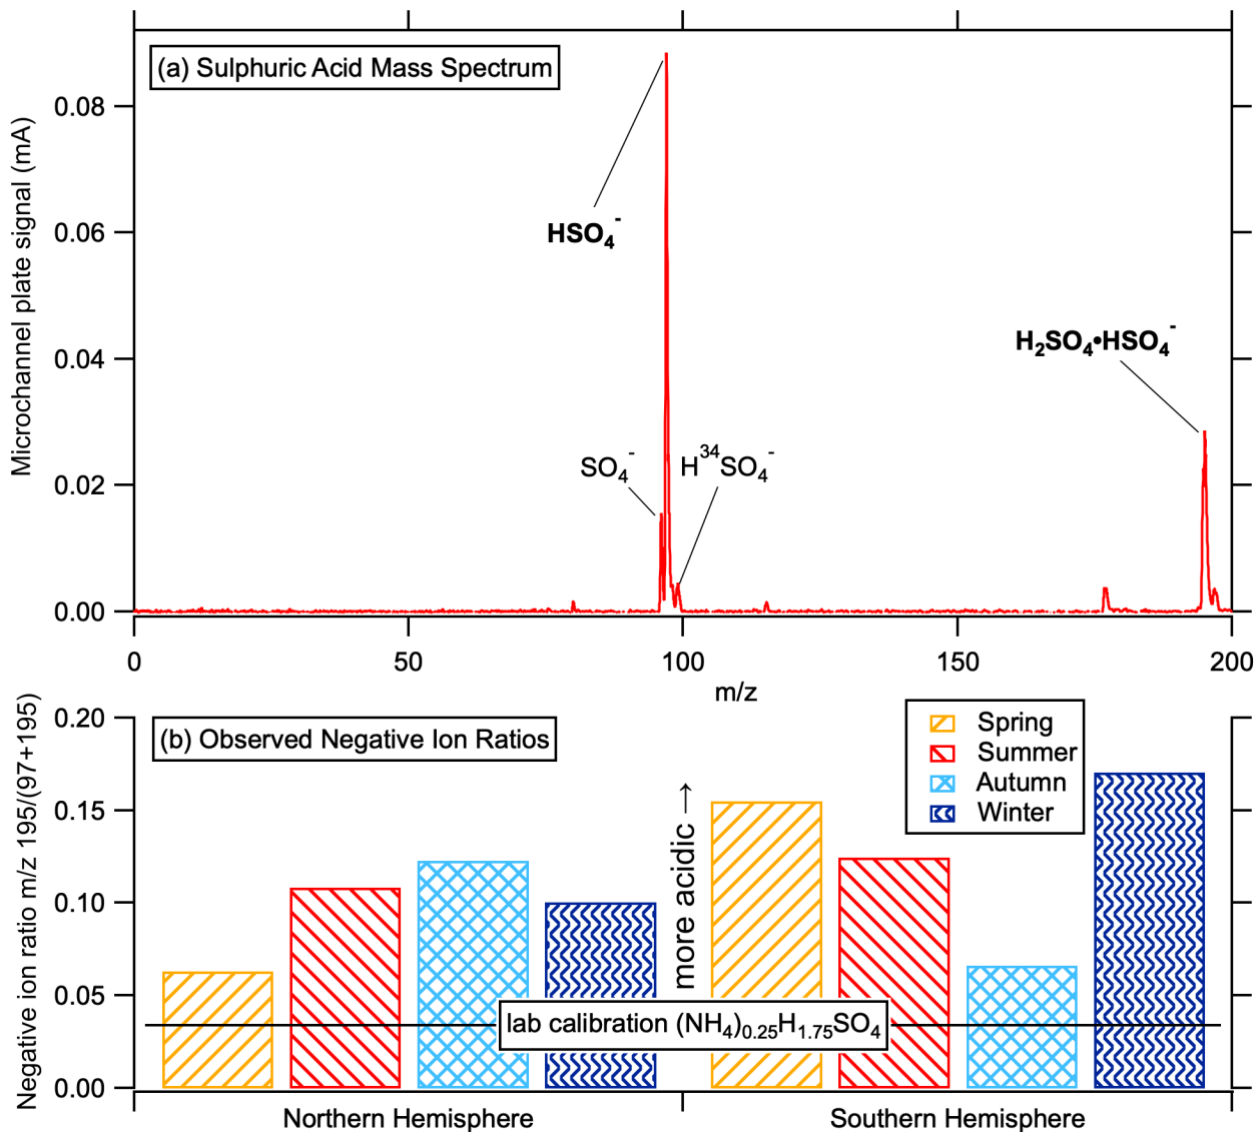 (a) Sulphuric Acid Mass Spectrum
Microchannel plate signal (mA)
0.08
0.06
0.04
0.02
0.00
HSO₄⁻
H₂SO₄•HSO₄⁻
SO₄⁻
H³⁴SO₄⁻
0
50
100
150
200
m/z
(b) Observed Negative Ion Ratios
Negative ion ratio m/z 195/(97+195)
0.20
0.15
0.10
0.05
0.00
Spring
Summer
Autumn
Winter
more acidic →
lab calibration (NH₄)₀.₂₅H₁.₇₅SO₄
Northern Hemisphere
Southern Hemisphere